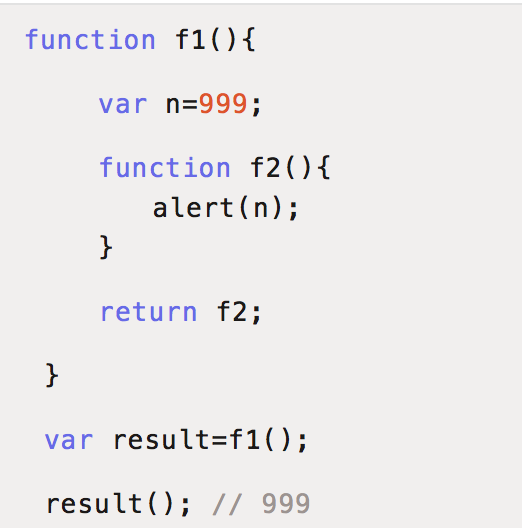 function f1(){
var n=999;
function f2(){
alert(n);
}
return f2;
}
var result=f1();
result(); // 999